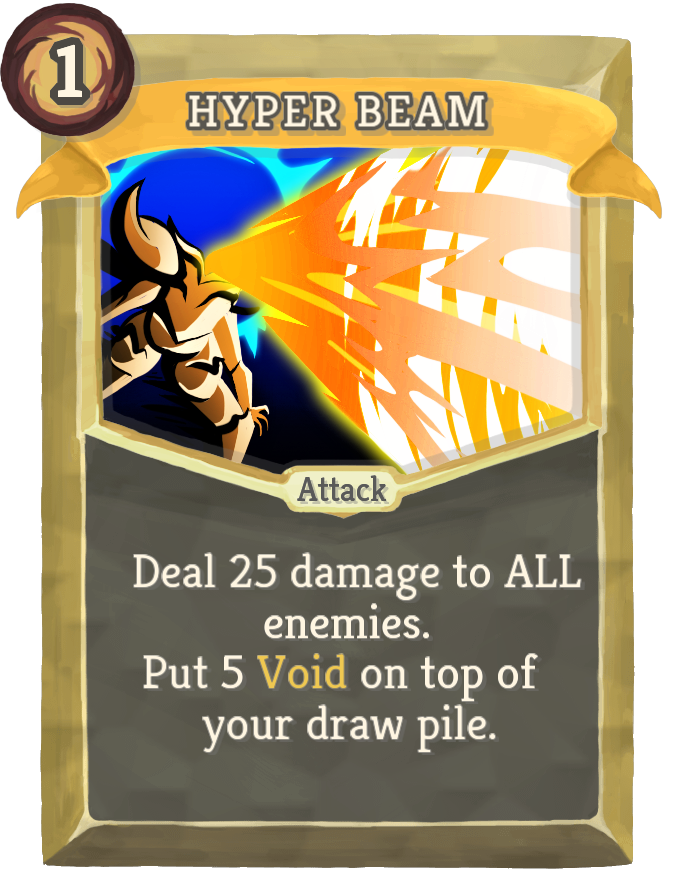 1
HYPER BEAM
Attack
Deal 25 damage to ALL
enemies.
Put 5 Void on top of
your draw pile.